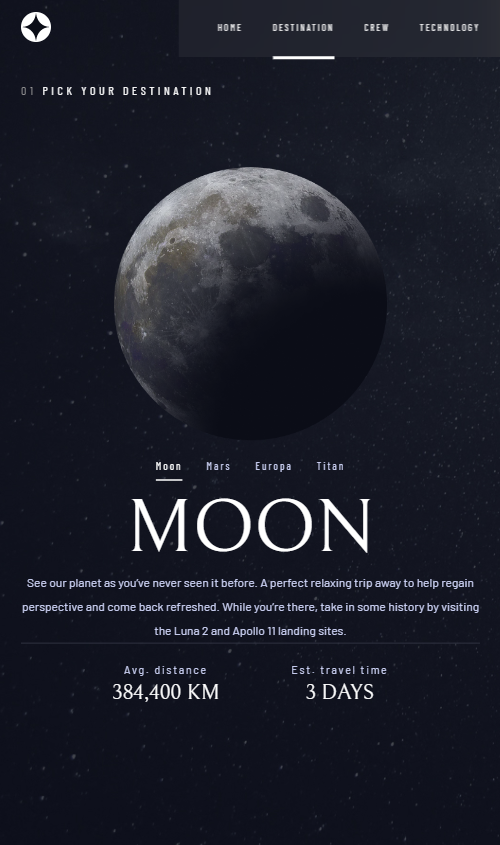 HOME DESTINATION CREW TECHNOLOGY
01 PICK YOUR DESTINATION
Moon Mars Europa Titan
MOON
See our planet as you’ve never seen it before. A perfect relaxing trip away to help regain
perspective and come back refreshed. While you’re there, take in some history by visiting
the Luna 2 and Apollo 11 landing sites.
Avg. distance Est. travel time
384,400 KM 3 DAYS